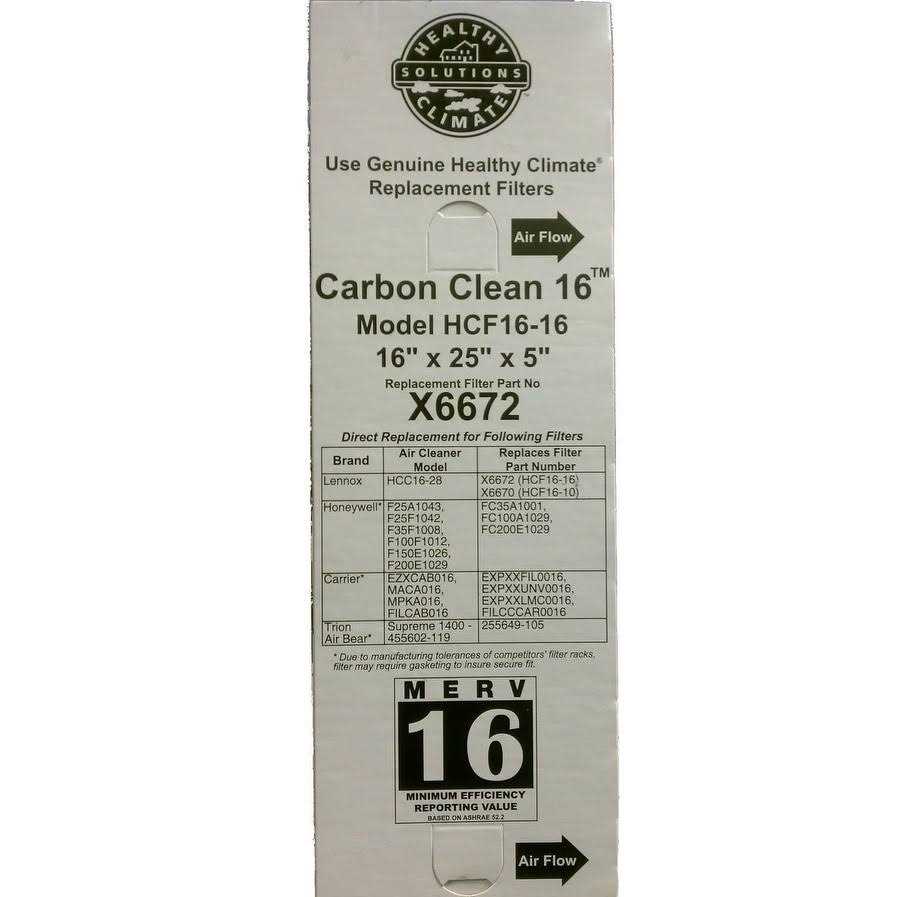 HEALTHY
SOLUTIONS
CLIMATE™
Use Genuine Healthy Climate®
Replacement Filters
Air Flow
Carbon Clean 16™
Model HCF16-16
16" x 25" x 5"
Replacement Filter Part No
X6672
Direct Replacement for Following Filters
Brand Air Cleaner Model Replaces Filter Part Number
Lennox HCC16-28 X6672 (HCF16-16)
X6670 (HCF16-10)
Honeywell* F25A1043, FC35A1001,
F25F1042, FC100A1029,
F35F1008, FC200E1029
F100F1012,
F150E1026,
F200E1029
Carrier* EZXCAB016, EXPXXFIL0016,
MACA016, EXPXXUNV0016,
MPKA016, EXPXXLMC0016,
FILCAB016 FILCCCAR0016
Trion Supreme 1400 - 255649-105
Air Bear* 455602-119
* Due to manufacturing tolerances of competitors' filter racks,
filter may require gasketing to insure secure fit.
MERV
16
MINIMUM EFFICIENCY
REPORTING VALUE
BASED ON ASHRAE 52.2
Air Flow